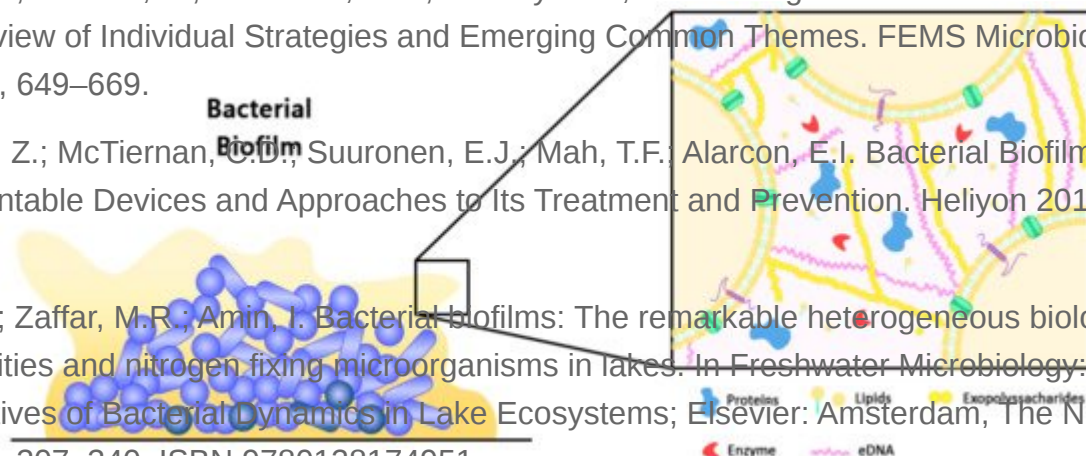 view of Individual Strategies and Emerging Common Themes. FEMS Microbio
, 649–669.
Bacterial
Biofilm
Z.; McTiernan, C.D.; Suuronen, E.J.; Mah, T.F.; Alarcon, E.I. Bacterial Biofilm
ntable Devices and Approaches to Its Treatment and Prevention. Heliyon 201
; Zaffar, M.R.; Amin, I. Bacterial biofilms: The remarkable heterogeneous biolo
ities and nitrogen fixing microorganisms in lakes. In Freshwater Microbiology:
Proteins Lipids Exopolyssacharides
ives of Bacterial Dynamics in Lake Ecosystems; Elsevier: Amsterdam, The N
Enzyme eDNA